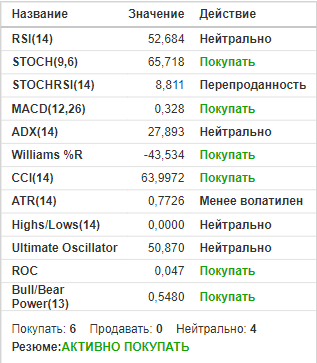 Название Значение Действие
RSI(14) 52,684 Нейтрально
STOCH(9,6) 65,718 Покупать
STOCHRSI(14) 8,811 Перепроданность
MACD(12,26) 0,328 Покупать
ADX(14) 27,893 Нейтрально
Williams %R -43,534 Покупать
CCI(14) 63,9972 Покупать
ATR(14) 0,7726 Менее волатилен
Highs/Lows(14) 0,0000 Нейтрально
Ultimate Oscillator 50,870 Нейтрально
ROC 0,047 Покупать
Bull/Bear
Power(13) 0,5480 Покупать
Покупать: 6 Продавать: 0 Нейтрально: 4
Резюме:АКТИВНО ПОКУПАТЬ